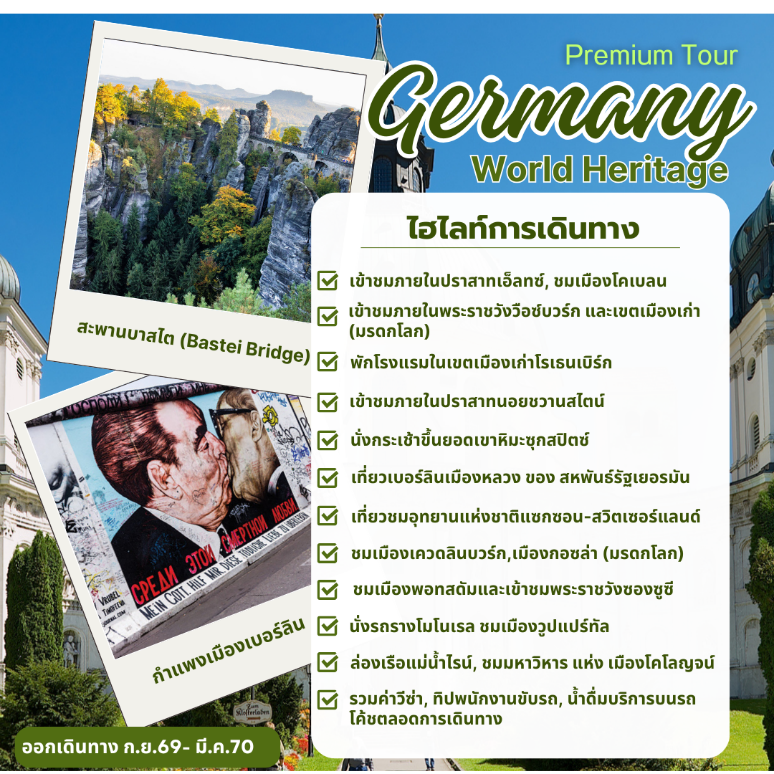 Premium Tour
Germany
World Heritage
ไฮไลท์การเดินทาง
เข้าชมภายในปราสาทเอ็ลทซ์, ชมเมืองโคเบลน
เข้าชมภายในพระราชวังวือซ์บวร์ก และเขตเมืองเก่า
(มรดกโลก)
พักโรงแรมในเขตเมืองเก่าโรเธนเบิร์ก
เข้าชมภายในปราสาทนอยชวานสไตน์
นั่งกระเช้าขึ้นยอดเขาหิมะซุกสปิตซ์
เที่ยวเบอร์ลินเมืองหลวง ของ สหพันธ์รัฐเยอรมัน
เที่ยวชมอุทยานแห่งชาติแซกซอน-สวิตเซอร์แลนด์
ชมเมืองเควดลินบวร์ก,เมืองกอซล่า (มรดกโลก)
ชมเมืองพอทสดัมและเข้าชมพระราชวังซองซูซี
นั่งรถรางโมโนเรล ชมเมืองวูปแปร์ทัล
ล่องเรือแม่น้ำไรน์, ชมมหาวิหาร แห่ง เมืองโคโลญจน์
รวมค่าวีซ่า, ทิปพนักงานขับรถ, น้ำดื่มบริการบนรถ
โค้ชตลอดการเดินทาง
สะพานบาสไต (Bastei Bridge)
СРЕДИ ЭТОЙ СМЕРТНОЙ ЛЮБВИ
MEIN GOTT HILF MIR DIESE TÖDLICHE LIEBE ZU ÜBERLEBEN
VRUBEL
กำแพงเมืองเบอร์ลิน
Zum
Klosterladen
ออกเดินทาง ก.ย.69- มี.ค.70